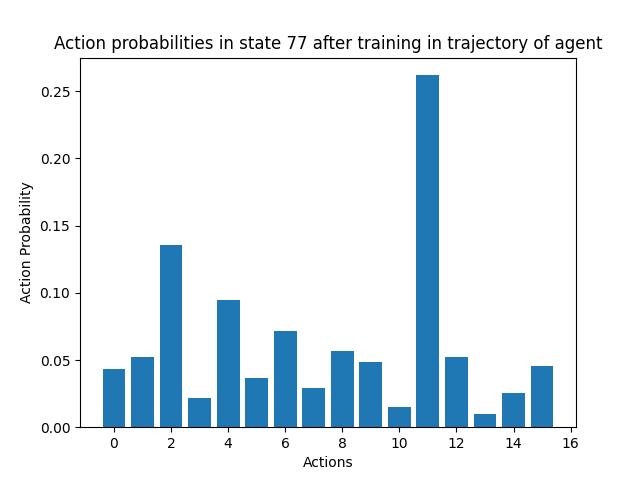 Action probabilities in state 77 after training in trajectory of agent
0.25
0.20
0.15
0.10
0.05
0.00
Action Probability
0 2 4 6 8 10 12 14 16
Actions